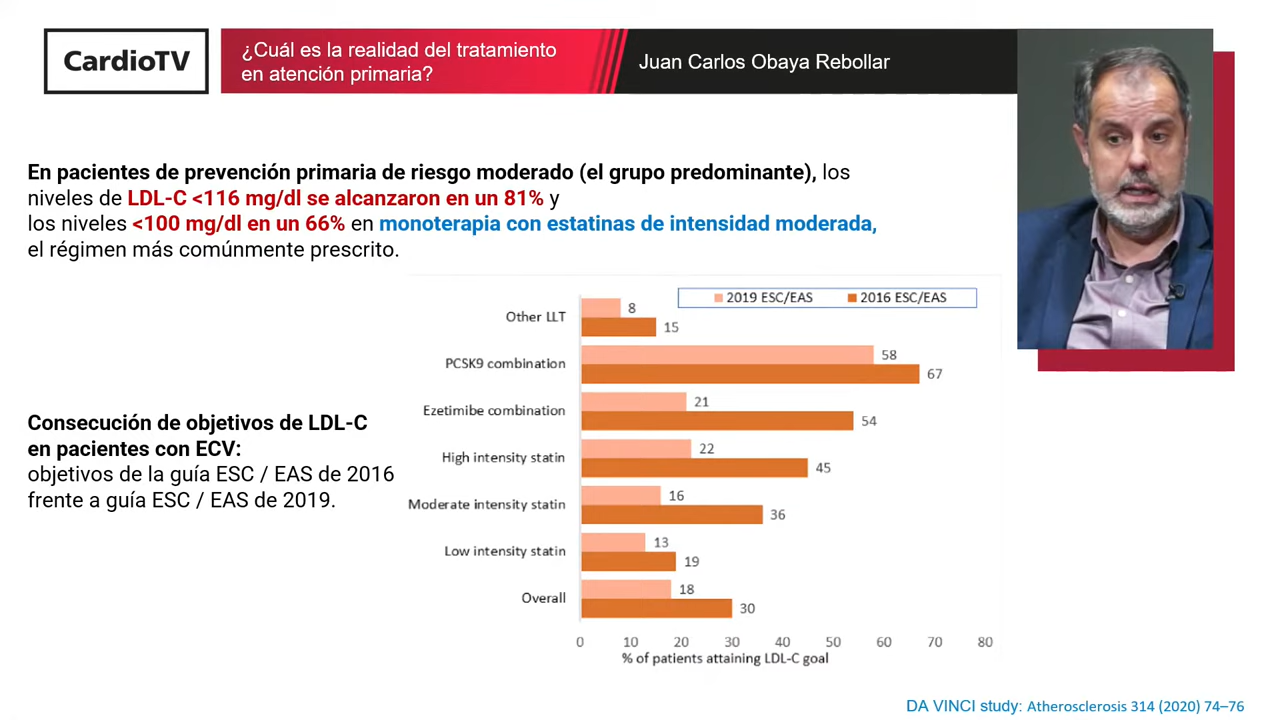 CardioTV
¿Cuál es la realidad del tratamiento
en atención primaria?
Juan Carlos Obaya Rebollar
En pacientes de prevención primaria de riesgo moderado (el grupo predominante), los
niveles de LDL-C <116 mg/dl se alcanzaron en un 81% y
los niveles <100 mg/dl en un 66% en monoterapia con estatinas de intensidad moderada,
el régimen más comúnmente prescrito.
2019 ESC/EAS 2016 ESC/EAS
Other LLT 8
15
PCSK9 combination 58
67
Ezetimibe combination 21
54
High intensity statin 22
45
Moderate intensity statin 16
36
Low intensity statin 13
19
Overall 18
30
0 10 20 30 40 50 60 70 80
% of patients attaining LDL-C goal
Consecución de objetivos de LDL-C
en pacientes con ECV:
objetivos de la guía ESC / EAS de 2016
frente a guía ESC / EAS de 2019.
DA VINCI study: Atherosclerosis 314 (2020) 74–76